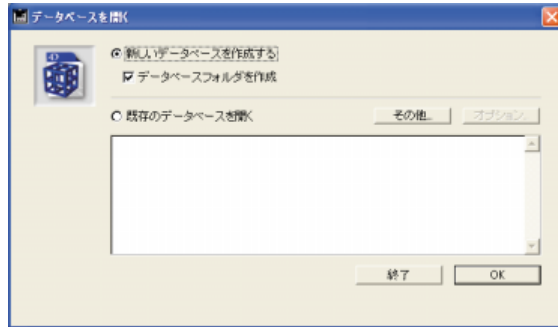 データベースを開く
新しいデータベースを作成する
データベースフォルダを作成
既存のデータベースを開く
その他...
オプション...
終了
OK